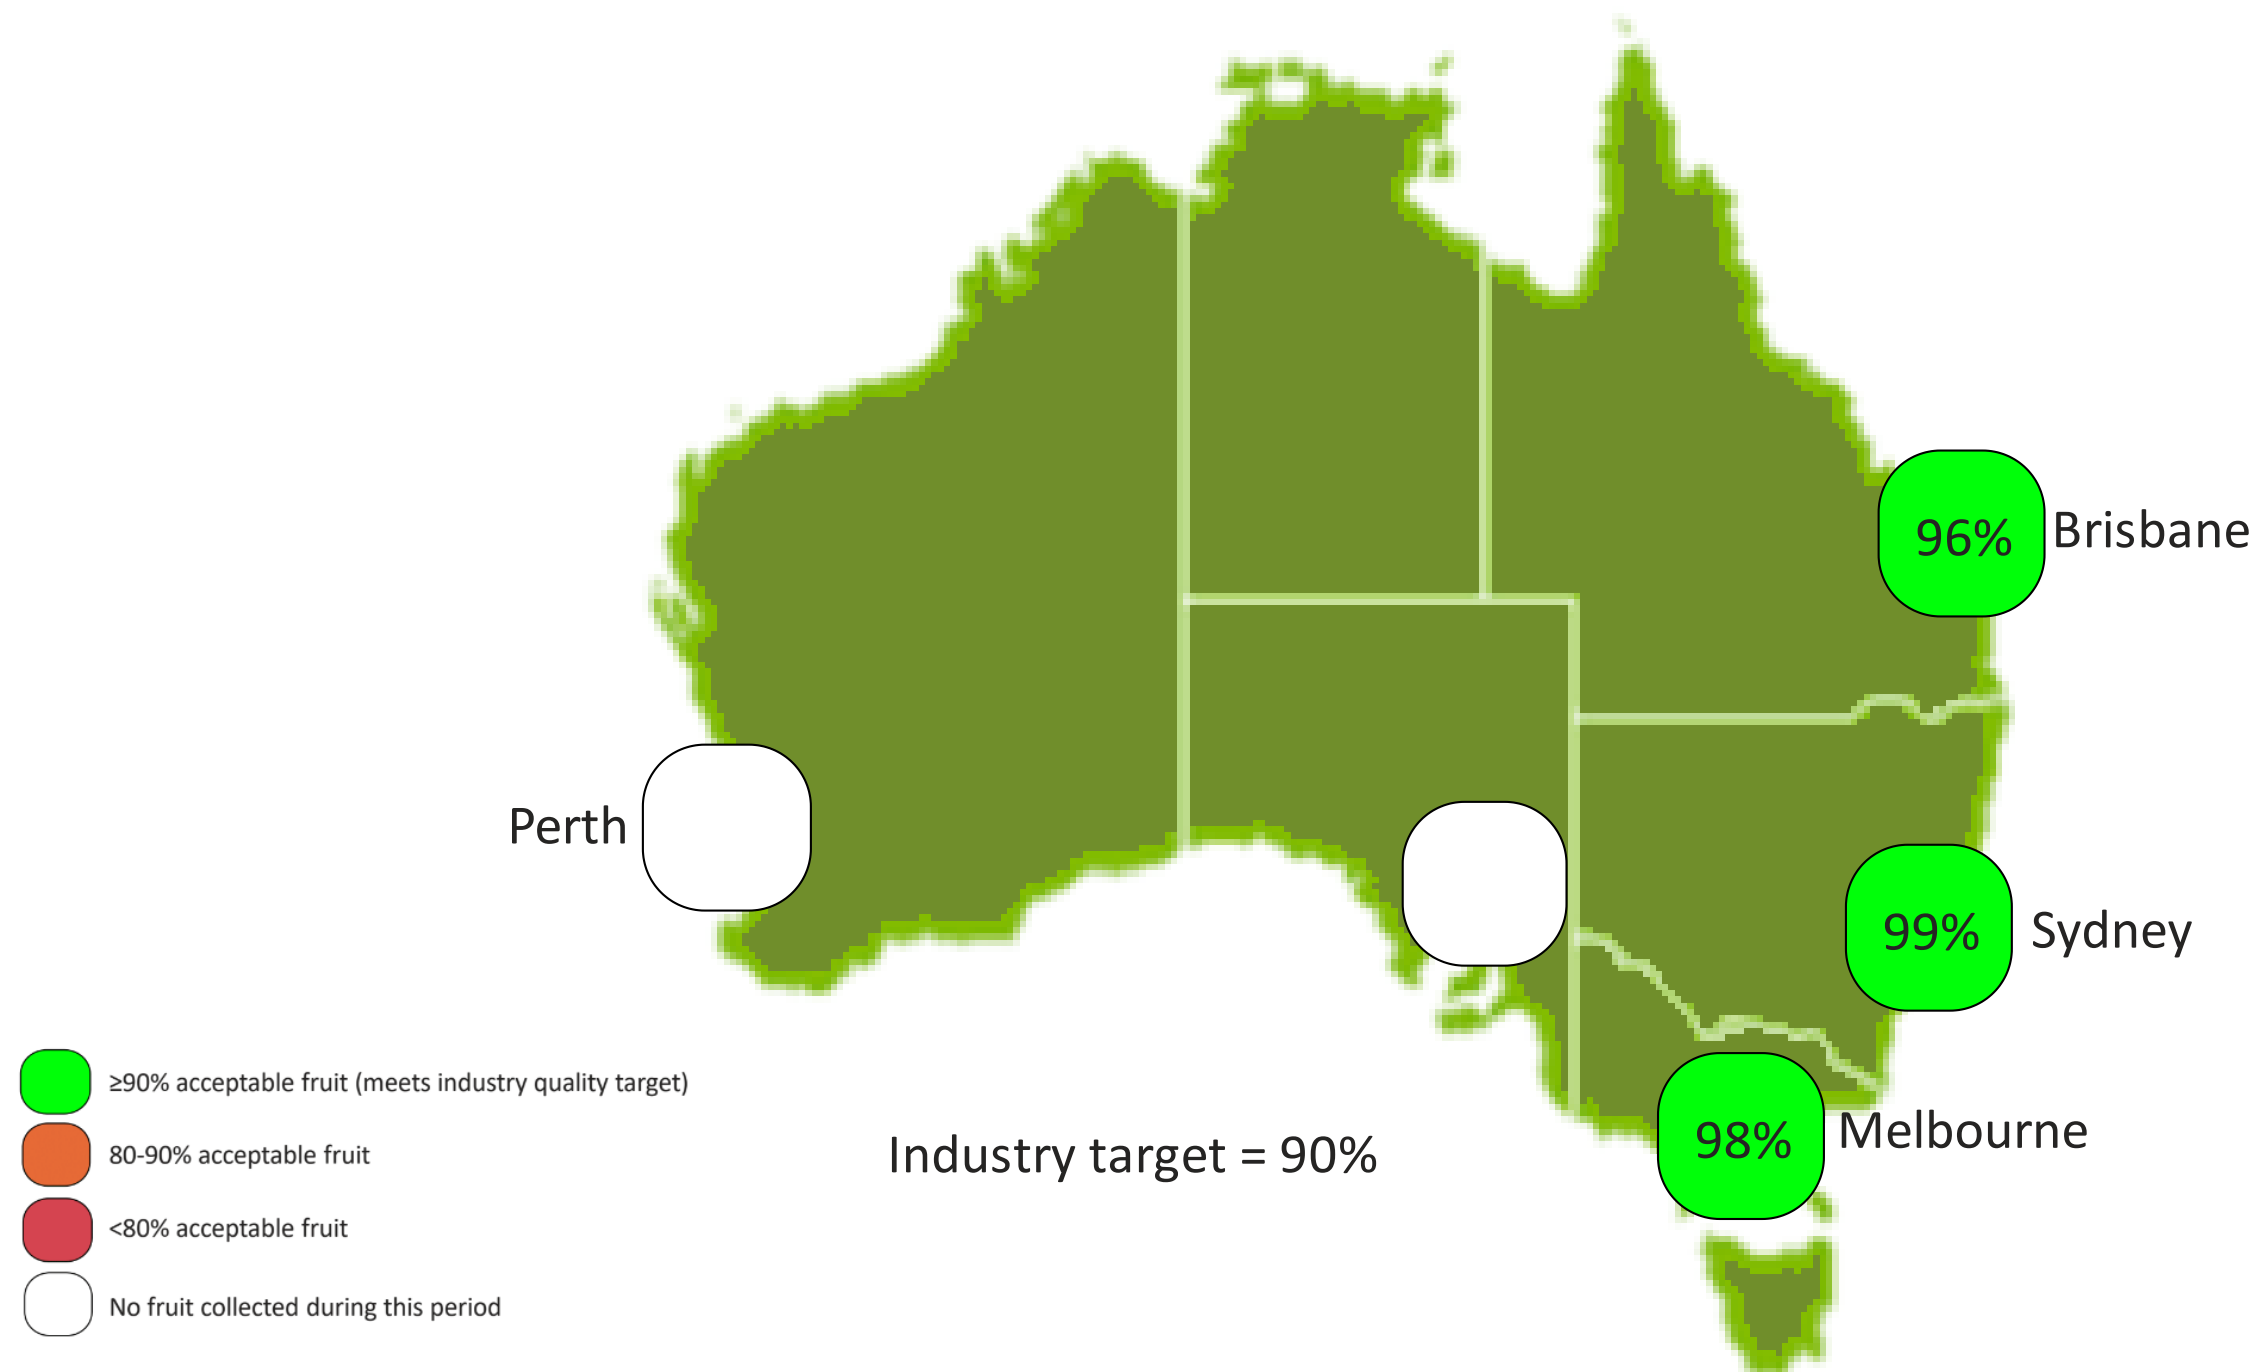 96%
Brisbane
Perth
99%
Sydney
≥90% acceptable fruit (meets industry quality target)
80-90% acceptable fruit
<80% acceptable fruit
No fruit collected during this period
Industry target = 90%
98%
Melbourne